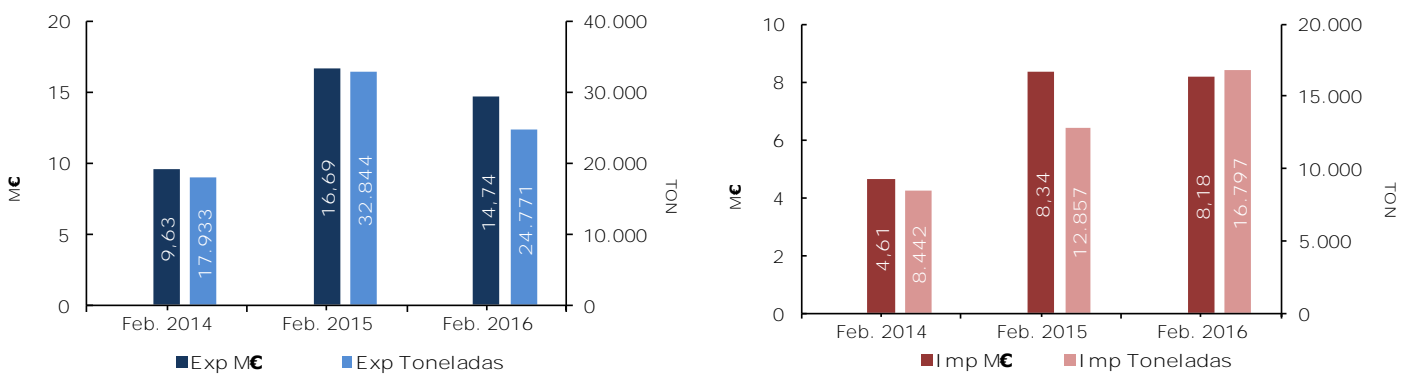 20
15
10
5
0
M€
40.000
30.000
20.000
10.000
0
TON
9,63
17.933
16,69
32.844
14,74
24.771
Feb. 2014
Feb. 2015
Feb. 2016
Exp M€
Exp Toneladas
10
8
6
4
2
0
M€
20.000
15.000
10.000
5.000
0
TON
4,61
8.442
8,34
12.857
8,18
16.797
Feb. 2014
Feb. 2015
Feb. 2016
Imp M€
Imp Toneladas